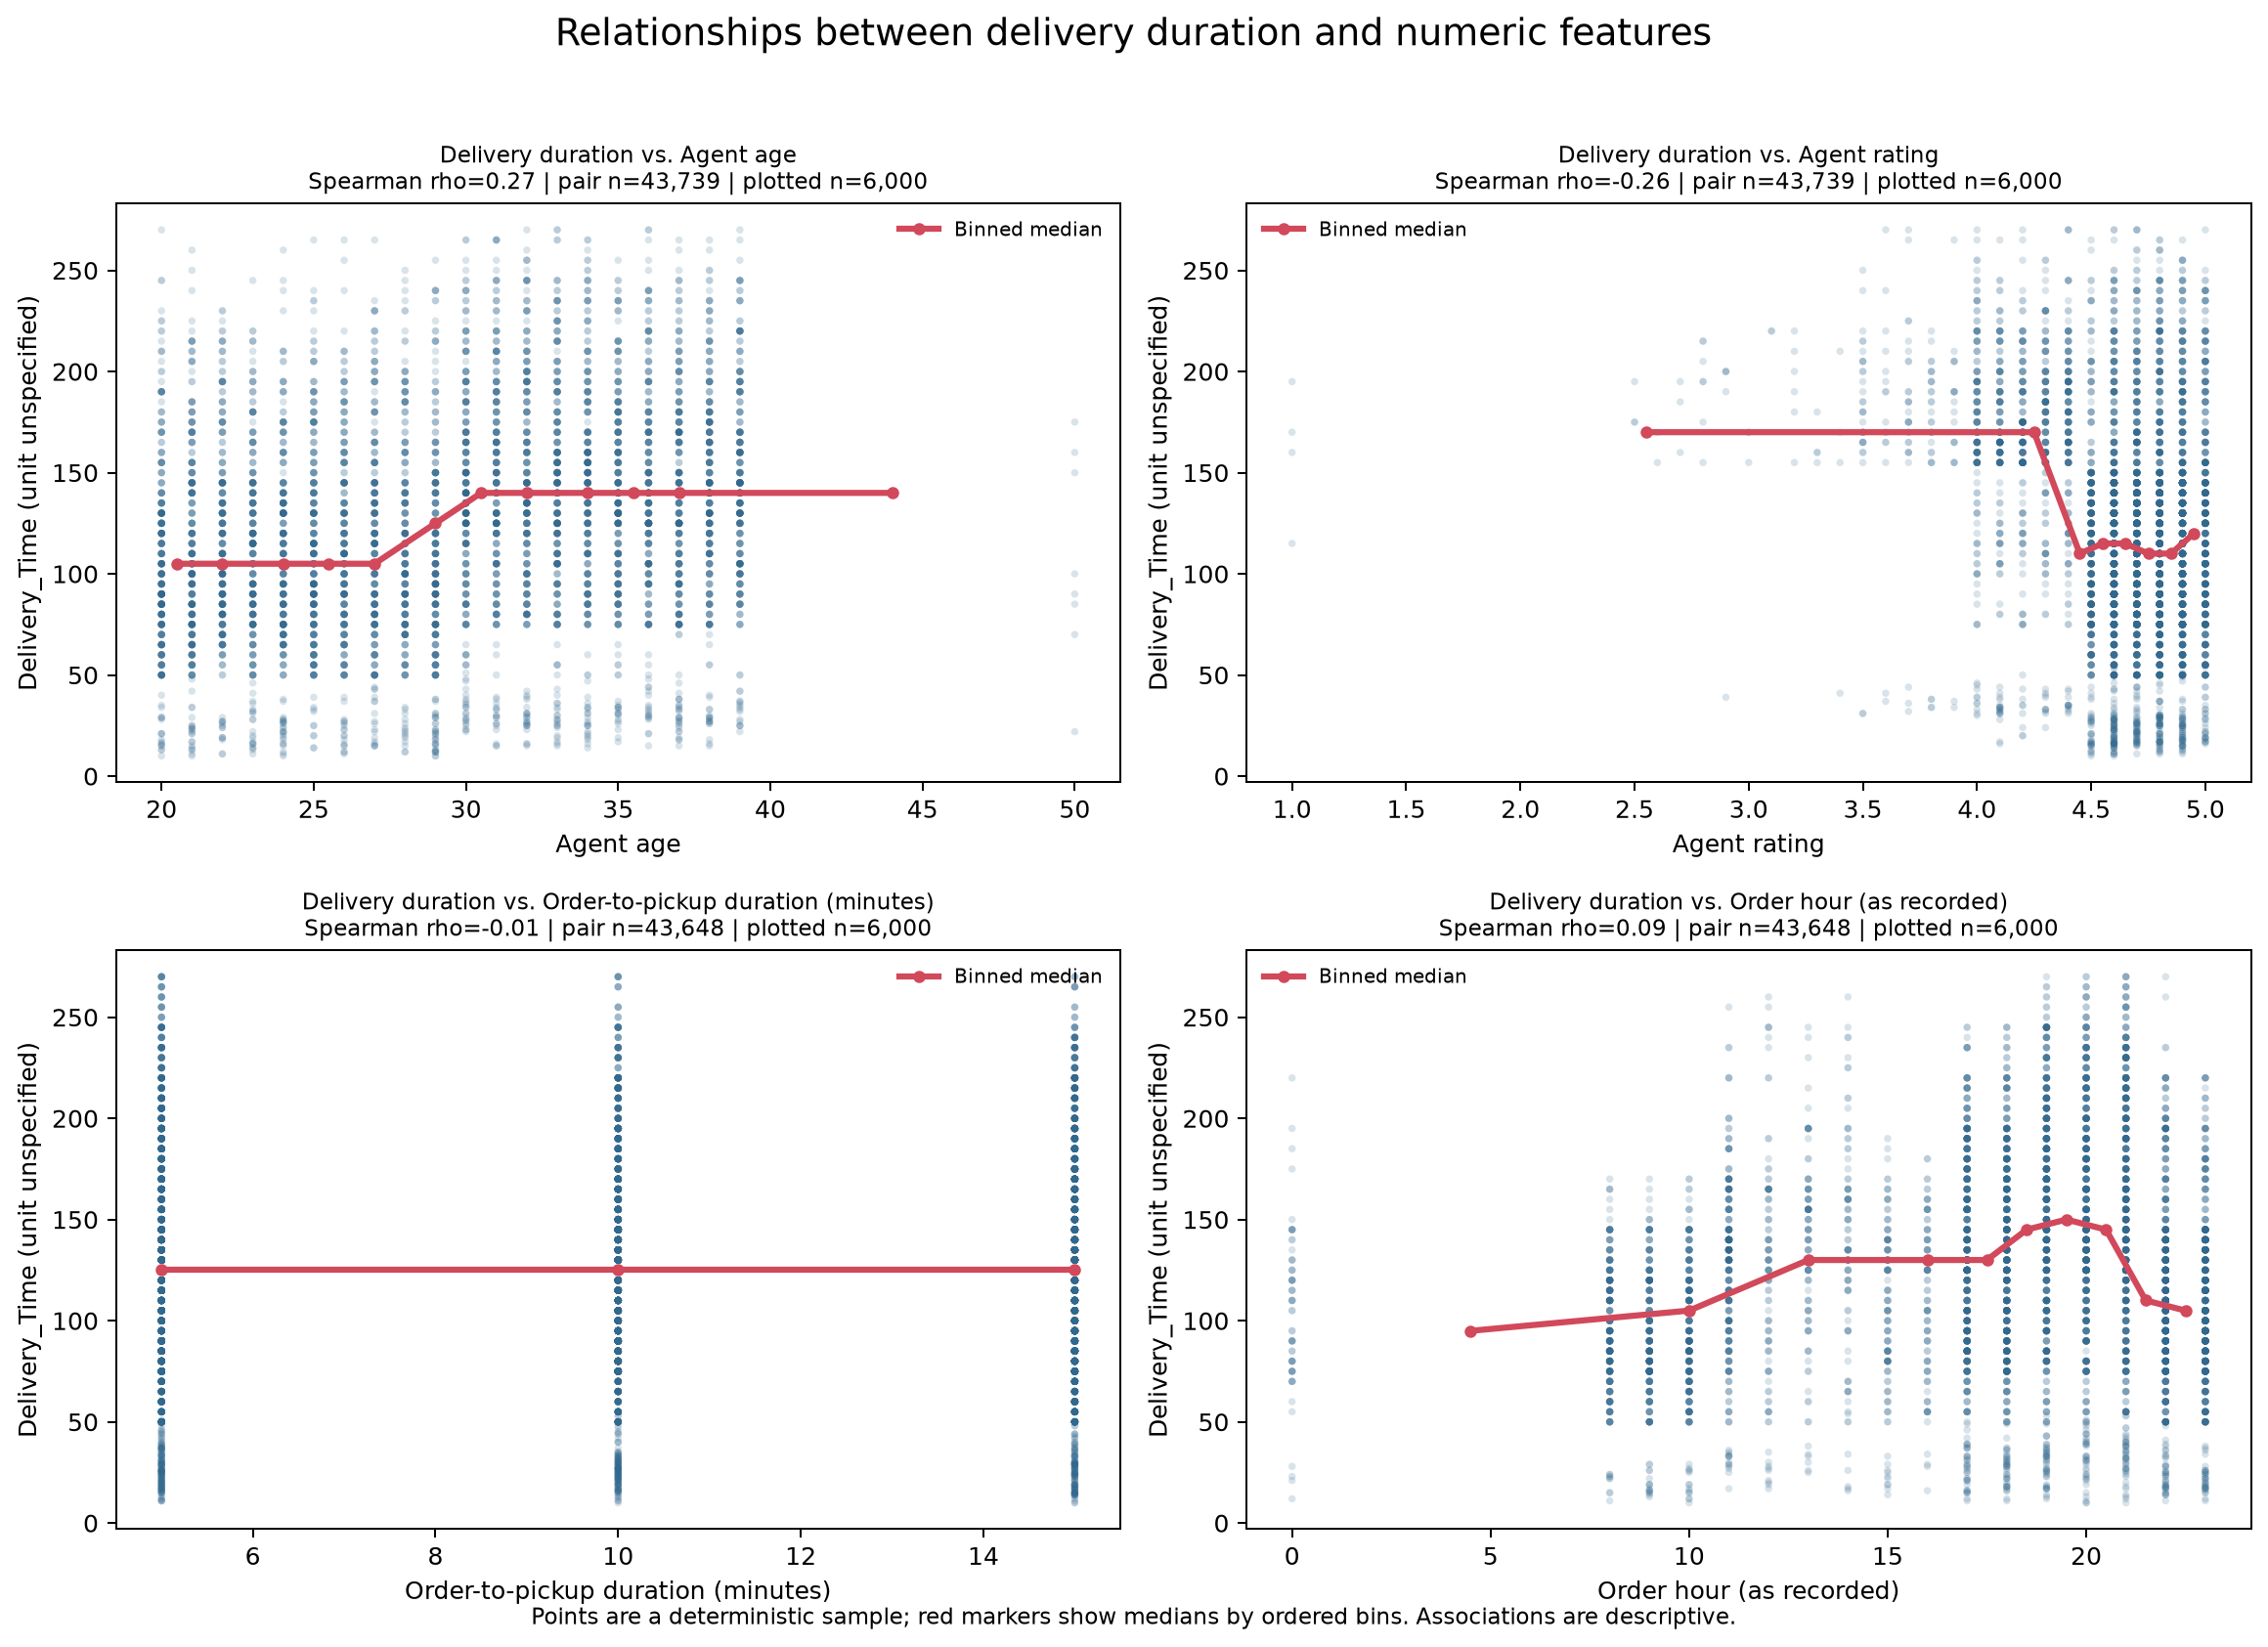 Relationships between delivery duration and numeric features
Delivery duration vs. Agent age
Spearman rho=0.27 | pair n=43,739 | plotted n=6,000
Binned median
Delivery_Time (unit unspecified)
250
200
150
100
50
0
20 25 30 35 40 45 50
Agent age
Delivery duration vs. Agent rating
Spearman rho=-0.26 | pair n=43,739 | plotted n=6,000
Binned median
Delivery_Time (unit unspecified)
250
200
150
100
50
0
1.0 1.5 2.0 2.5 3.0 3.5 4.0 4.5 5.0
Agent rating
Delivery duration vs. Order-to-pickup duration (minutes)
Spearman rho=-0.01 | pair n=43,648 | plotted n=6,000
Binned median
Delivery_Time (unit unspecified)
250
200
150
100
50
0
6 8 10 12 14
Order-to-pickup duration (minutes)
Delivery duration vs. Order hour (as recorded)
Spearman rho=0.09 | pair n=43,648 | plotted n=6,000
Binned median
Delivery_Time (unit unspecified)
250
200
150
100
50
0
0 5 10 15 20
Order hour (as recorded)
Points are a deterministic sample; red markers show medians by ordered bins. Associations are descriptive.